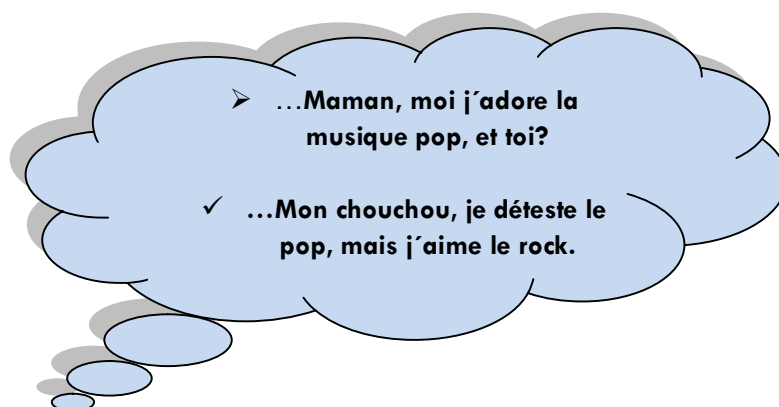 ➢ …Maman, moi j´adore la
musique pop, et toi?
✓ …Mon chouchou, je déteste le
pop, mais j´aime le rock.